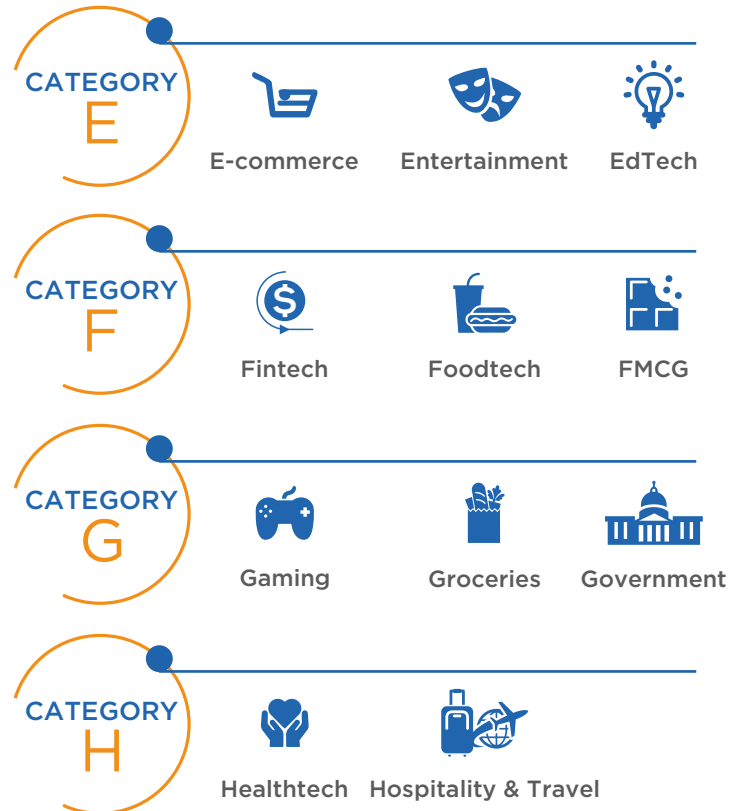 CATEGORY
E
E-commerce Entertainment EdTech
CATEGORY
F
$
Fintech Foodtech FMCG
CATEGORY
G
Gaming Groceries Government
CATEGORY
H
Healthtech Hospitality & Travel